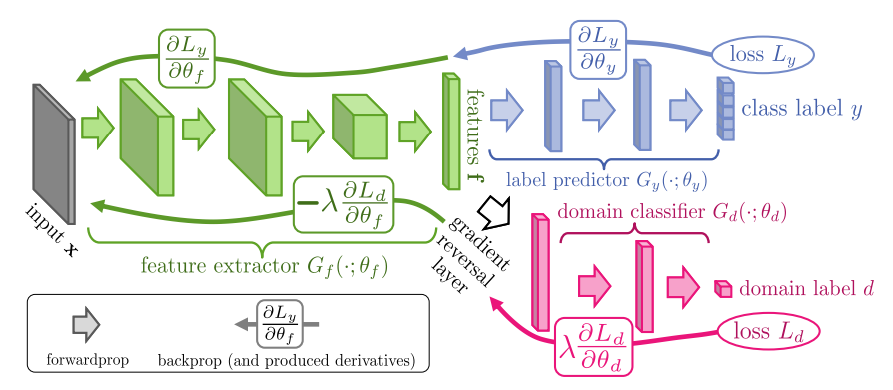 ∂L_y
∂θ_f
∂L_y
∂θ_y
loss L_y
features f
class label y
label predictor G_y(·;θ_y)
input x
−λ ∂L_d
∂θ_f
gradient
reversal
layer
domain classifier G_d(·;θ_d)
feature extractor G_f(·;θ_f)
domain label d
loss L_d
λ ∂L_d
∂θ_d
∂L_y
∂θ_f
forwardprop
backprop (and produced derivatives)